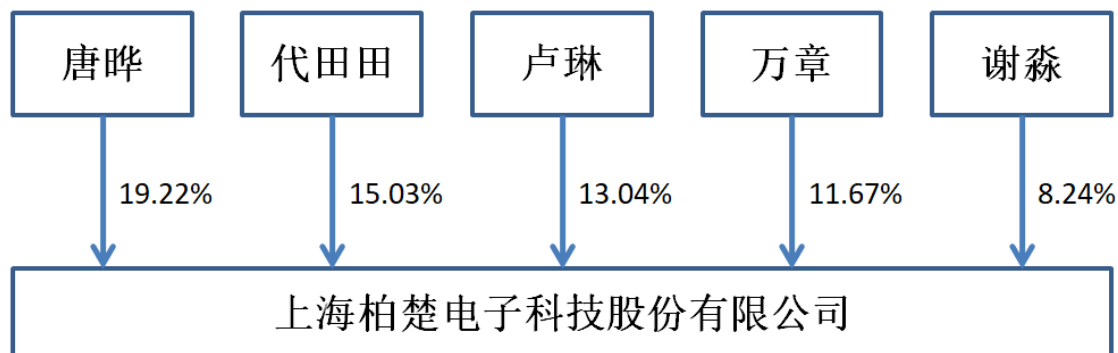 唐晔 代田田 卢琳 万章 谢淼
19.22% 15.03% 13.04% 11.67% 8.24%
上海柏楚电子科技股份有限公司